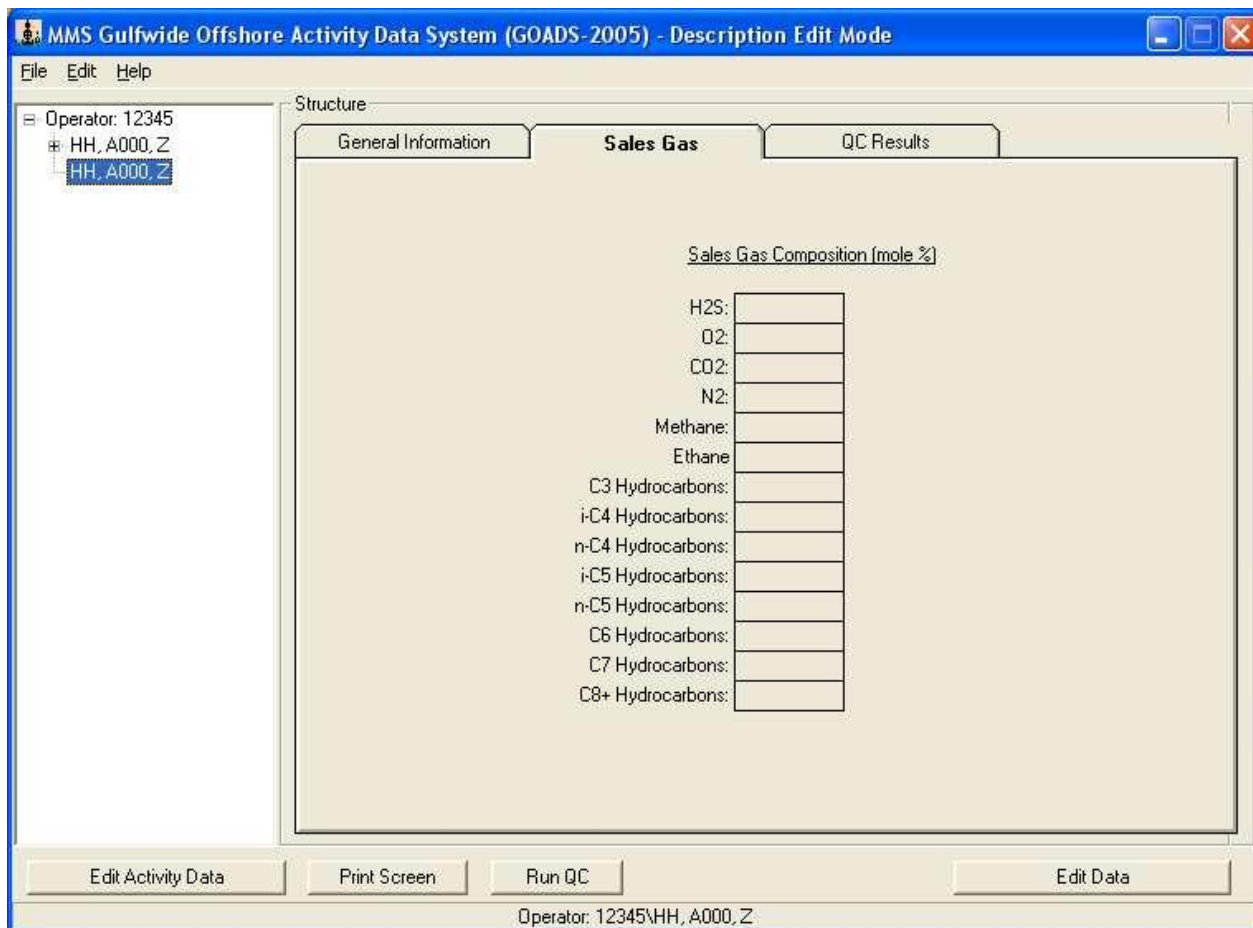 MMS Gulfwide Offshore Activity Data System (GOADS-2005) - Description Edit Mode
File Edit Help
Operator: 12345
HH, A000, Z
HH, A000, Z
Structure
General Information Sales Gas QC Results
Sales Gas Composition (mole %)
H2S:
O2:
CO2:
N2:
Methane:
Ethane
C3 Hydrocarbons:
i-C4 Hydrocarbons:
n-C4 Hydrocarbons:
i-C5 Hydrocarbons:
n-C5 Hydrocarbons:
C6 Hydrocarbons:
C7 Hydrocarbons:
C8+ Hydrocarbons:
Edit Activity Data Print Screen Run QC Edit Data
Operator: 12345\HH, A000, Z